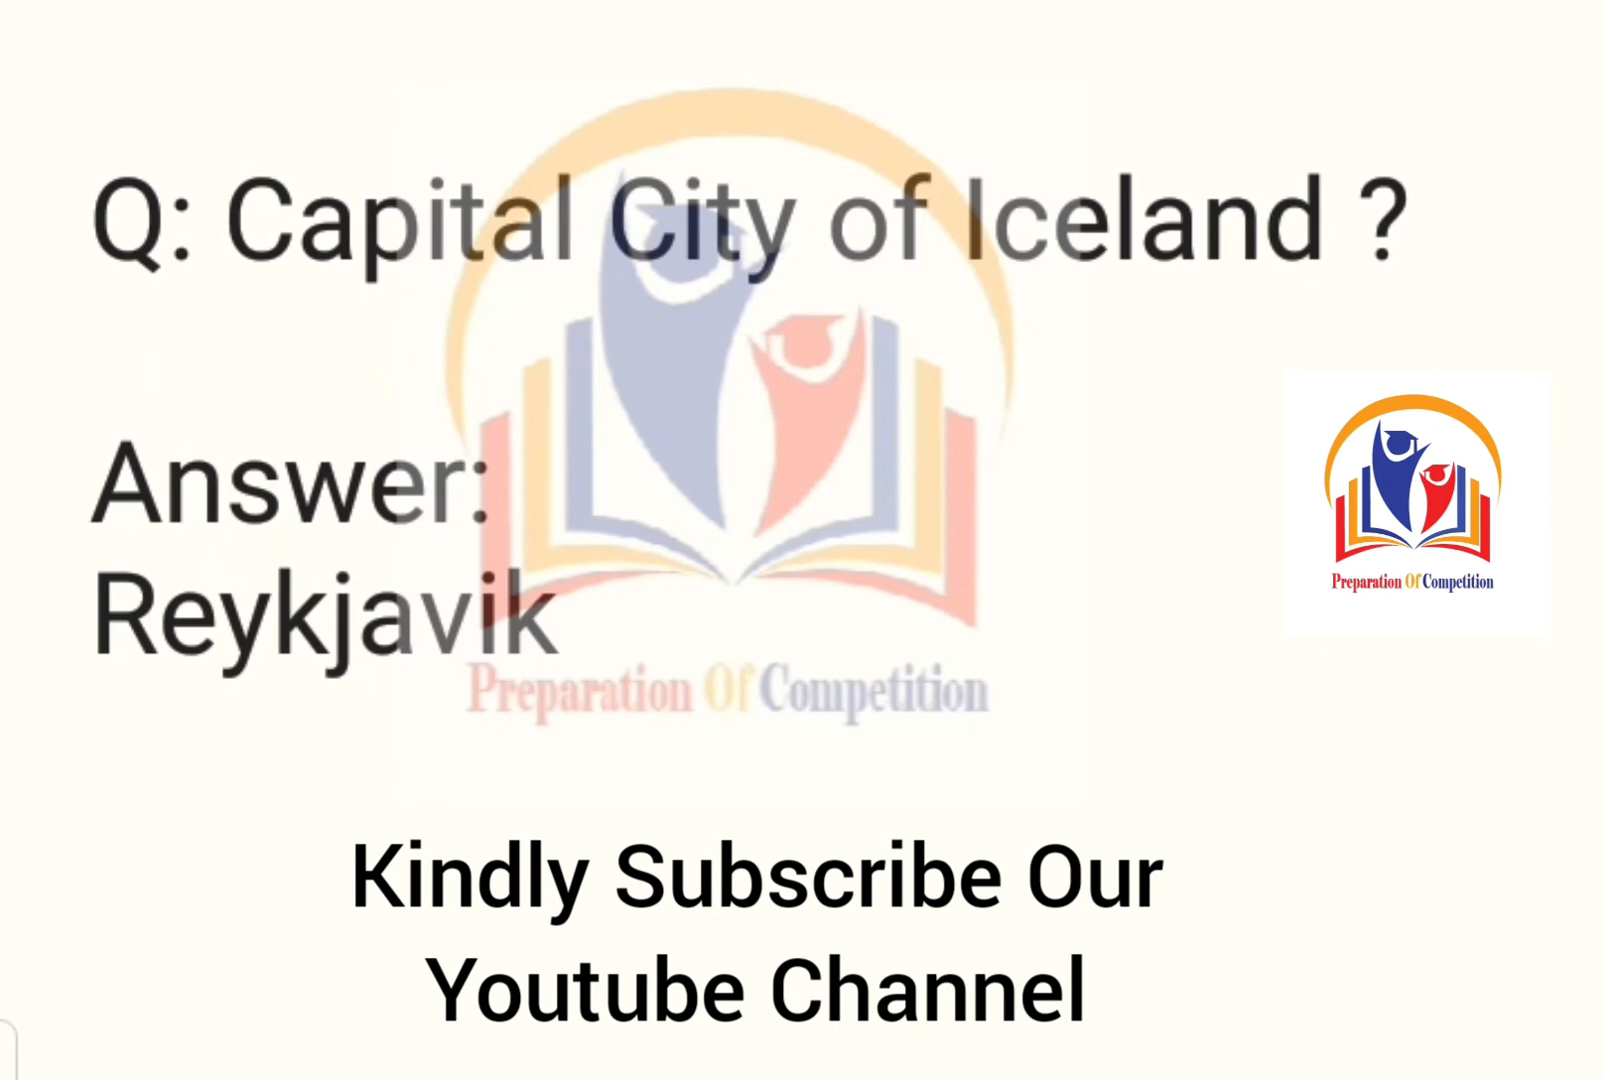 Q: Capital City of Iceland ?
Answer:
Reykjavik
Preparation Of Competition
Preparation Of Competition
Kindly Subscribe Our
Youtube Channel